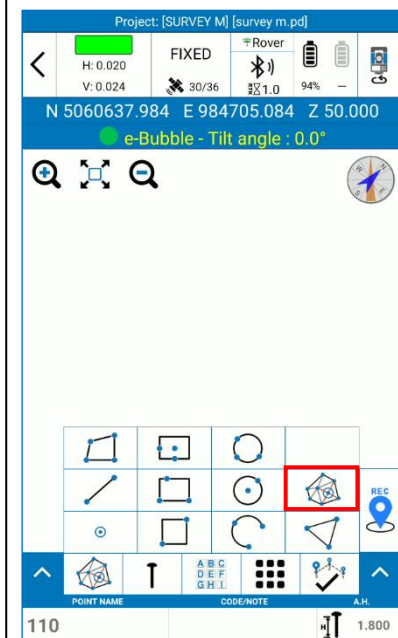 Project: [SURVEY M] [survey m.pd]
H: 0.020
V: 0.024
FIXED
30/36
Rover
1.0
94%
--
N 5060637.984 E 984705.084 Z 50.000
e-Bubble - Tilt angle : 0.0°
N
REC
A B C
D E F
G H I
POINT NAME
CODE/NOTE
A.H.
110
H
1.800